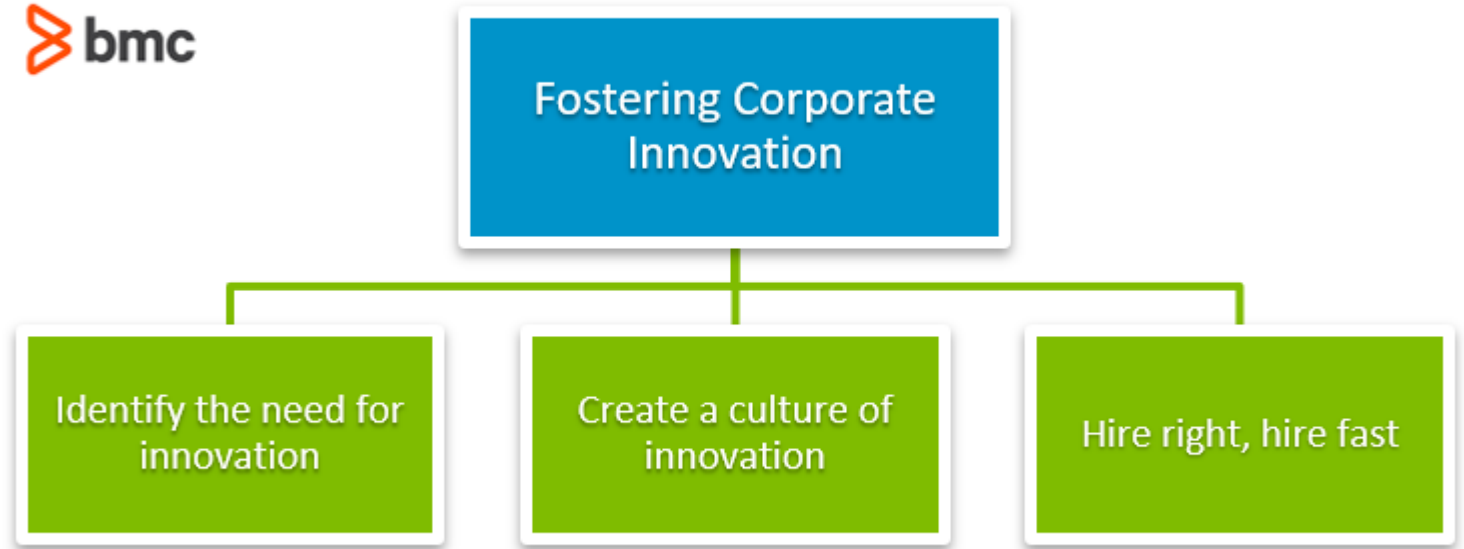 bmc
Fostering Corporate
Innovation
Identify the need for
innovation
Create a culture of
innovation
Hire right, hire fast